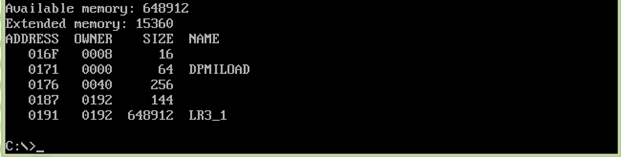 Available memory: 648912
Extended memory: 15360
ADDRESS OWNER SIZE NAME
016F 0008 16
0171 0000 64 DPMILOAD
0176 0040 256
0187 0192 144
0191 0192 648912 LR3_1
C:\>_